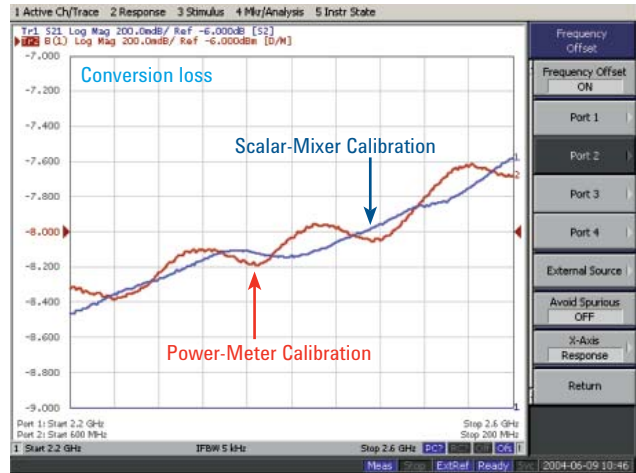 1 Active Ch/Trace 2 Response 3 Stimulus 4 Mkr/Analysis 5 Instr State
Tr1 S21 Log Mag 200.0mdB/ Ref -6.000dB [S2]
Tr2 B(1) Log Mag 200.0mdB/ Ref -6.000dBm [D/M]
-7.000
Conversion loss
-7.200
-7.400
Scalar-Mixer Calibration
-7.600
1
2
-7.800
-8.000
-8.200
-8.400
-8.600
Power-Meter Calibration
-8.800
-9.000
1
Port 1: Start 2.2 GHz
Stop 2.6 GHz
Port 2: Start 600 MHz
Stop 200 MHz
1 Start 2.2 GHz
IFBW 5 kHz
Stop 2.6 GHz
Meas Stop ExtRef Ready Svc 2004-06-09 10:46
Frequency
Offset
Frequency Offset
ON
Port 1
Port 2
Port 3
Port 4
External Source
Avoid Spurious
OFF
X-Axis
Response
Return